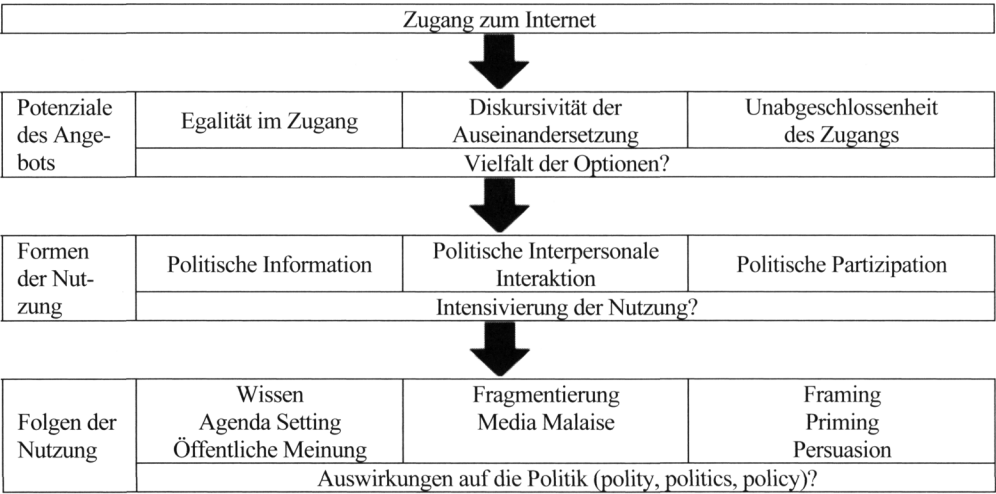 Zugang zum Internet
Potenziale
des Ange-
bots
Egalität im Zugang
Diskursivität der
Auseinandersetzung
Unabgeschlossenheit
des Zugangs
Vielfalt der Optionen?
Formen
der Nut-
zung
Politische Information
Politische Interpersonale
Interaktion
Politische Partizipation
Intensivierung der Nutzung?
Folgen der
Nutzung
Wissen
Agenda Setting
Öffentliche Meinung
Fragmentierung
Media Malaise
Framing
Priming
Persuasion
Auswirkungen auf die Politik (polity, politics, policy)?